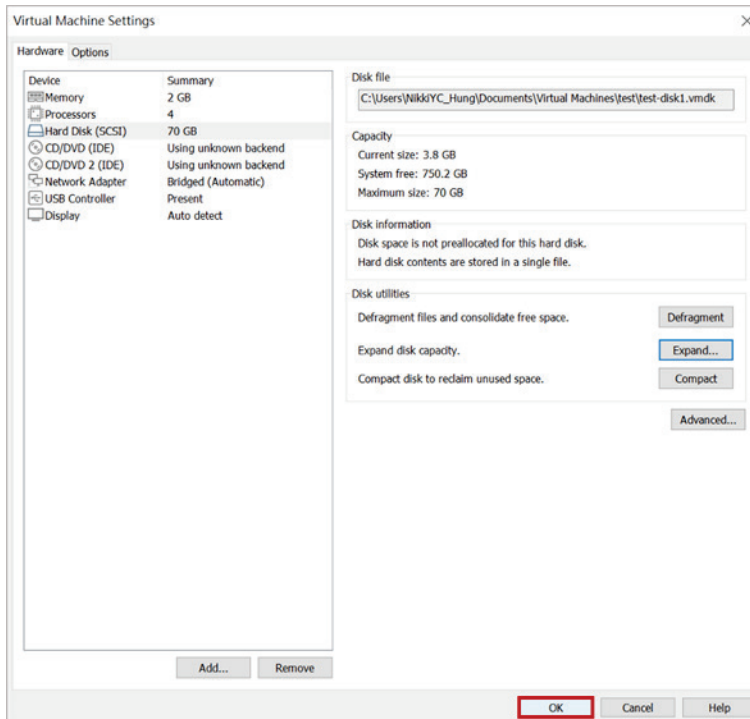 Virtual Machine Settings
Hardware Options
Device Summary
Memory 2 GB
Processors 4
Hard Disk (SCSI) 70 GB
CD/DVD (IDE) Using unknown backend
CD/DVD 2 (IDE) Using unknown backend
Network Adapter Bridged (Automatic)
USB Controller Present
Display Auto detect
Add... Remove
Disk file
C:\Users\NikkiYC_Hung\Documents\Virtual Machines\test\test-disk1.vmdk
Capacity
Current size: 3.8 GB
System free: 750.2 GB
Maximum size: 70 GB
Disk information
Disk space is not preallocated for this hard disk.
Hard disk contents are stored in a single file.
Disk utilities
Defragment files and consolidate free space. Defragment
Expand disk capacity. Expand...
Compact disk to reclaim unused space. Compact
Advanced...
OK Cancel Help